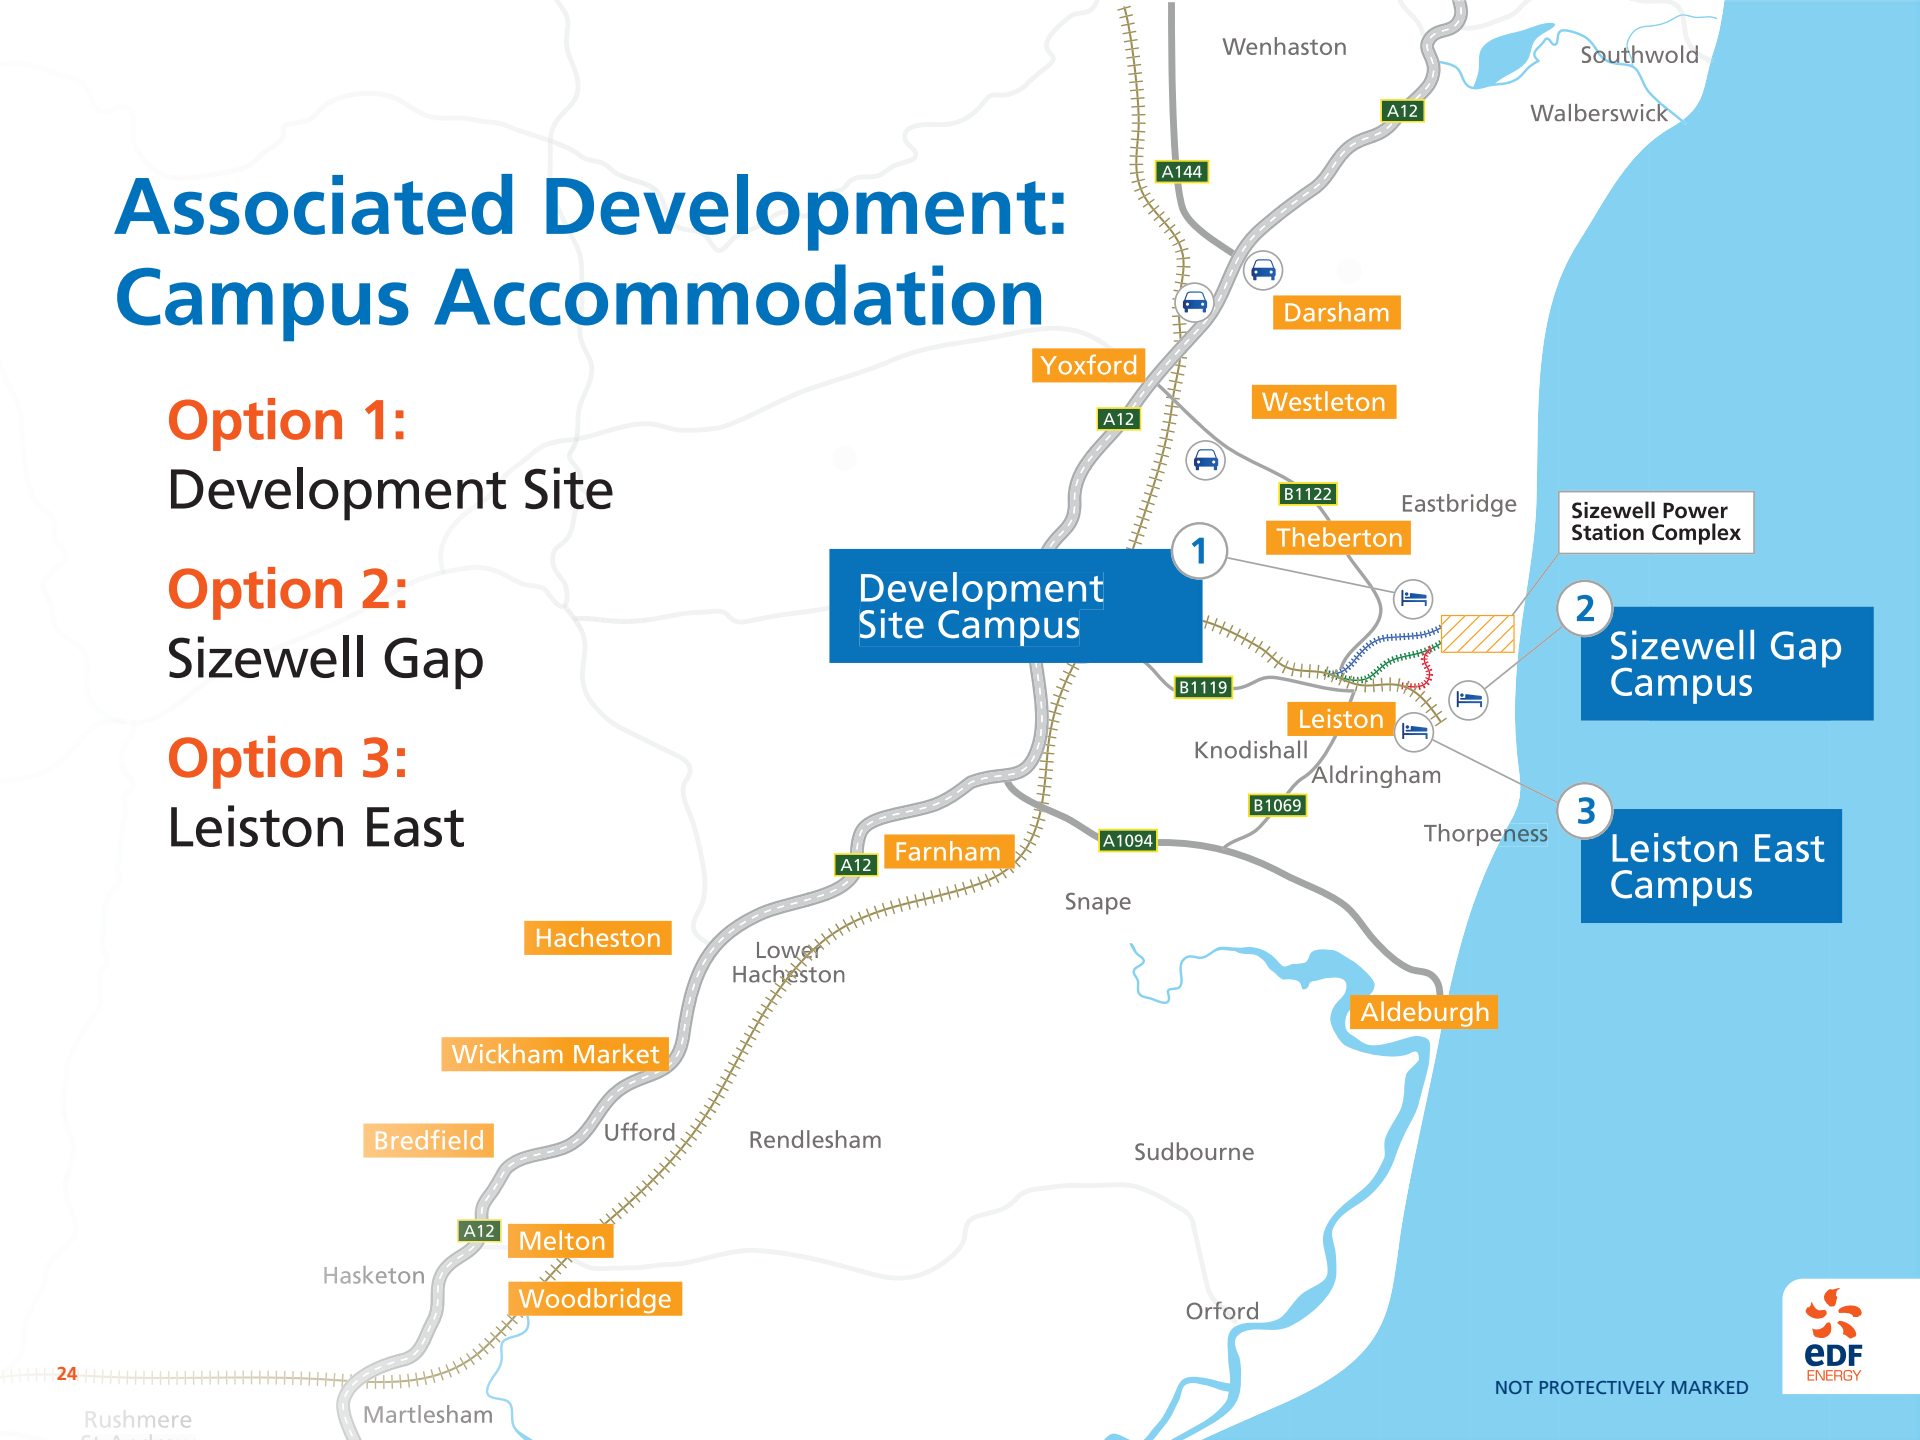 Associated Development:
Campus Accommodation
Option 1:
Development Site
Option 2:
Sizewell Gap
Option 3:
Leiston East
Wenhaston
Southwold
Walberswick
A12
A144
Darsham
Yoxford
Westleton
A12
B1122
Eastbridge
Sizewell Power
Station Complex
Theberton
1
Development
Site Campus
2
Sizewell Gap
Campus
B1119
Leiston
Knodishall
Aldringham
B1069
3
Leiston East
Campus
Thorpeness
A1094
Farnham
A12
Snape
Hacheston
Lower
Hacheston
Aldeburgh
Wickham Market
Bredfield
Ufford
Rendlesham
Sudbourne
A12
Melton
Hasketon
Woodbridge
Orford
24
Martlesham
Rushmere
St Andrew
NOT PROTECTIVELY MARKED
eDF
ENERGY